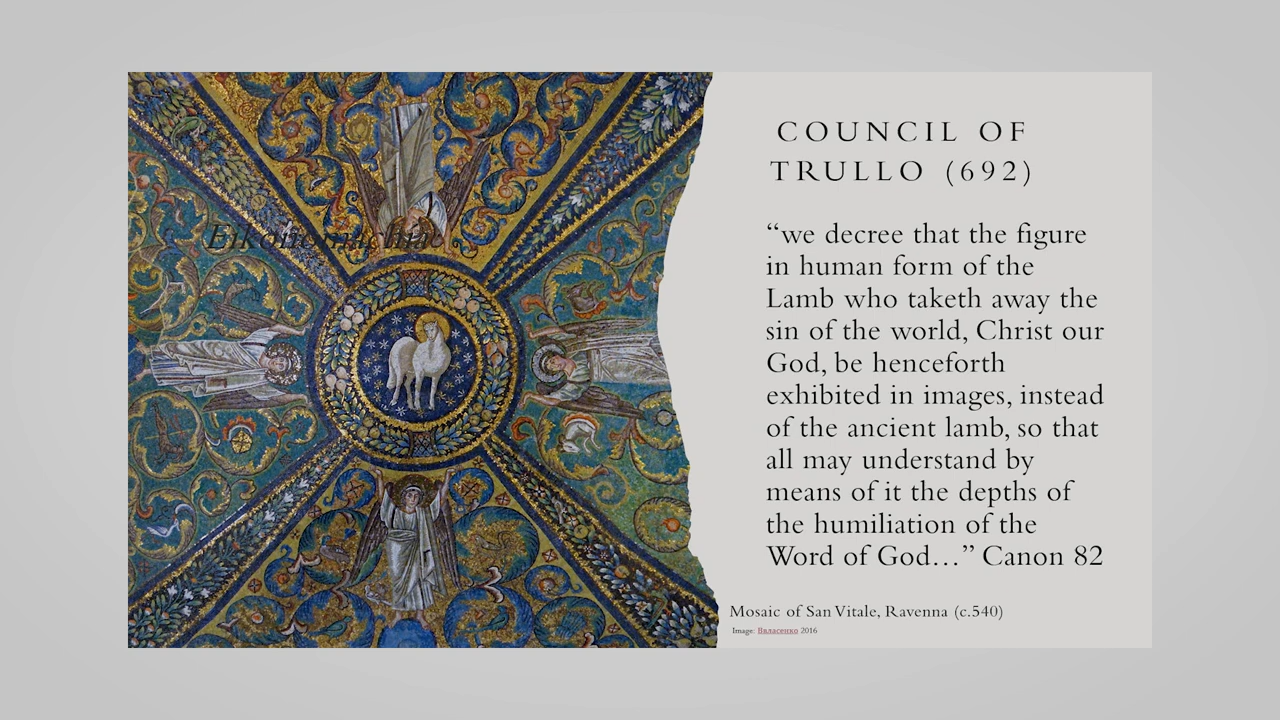 Eikonomachia
COUNCIL OF
TRULLO (692)
“we decree that the figure
in human form of the
Lamb who taketh away the
sin of the world, Christ our
God, be henceforth
exhibited in images, instead
of the ancient lamb, so that
all may understand by
means of it the depths of
the humiliation of the
Word of God…” Canon 82
Mosaic of San Vitale, Ravenna (c.540)
Image: Вкласенко 2016